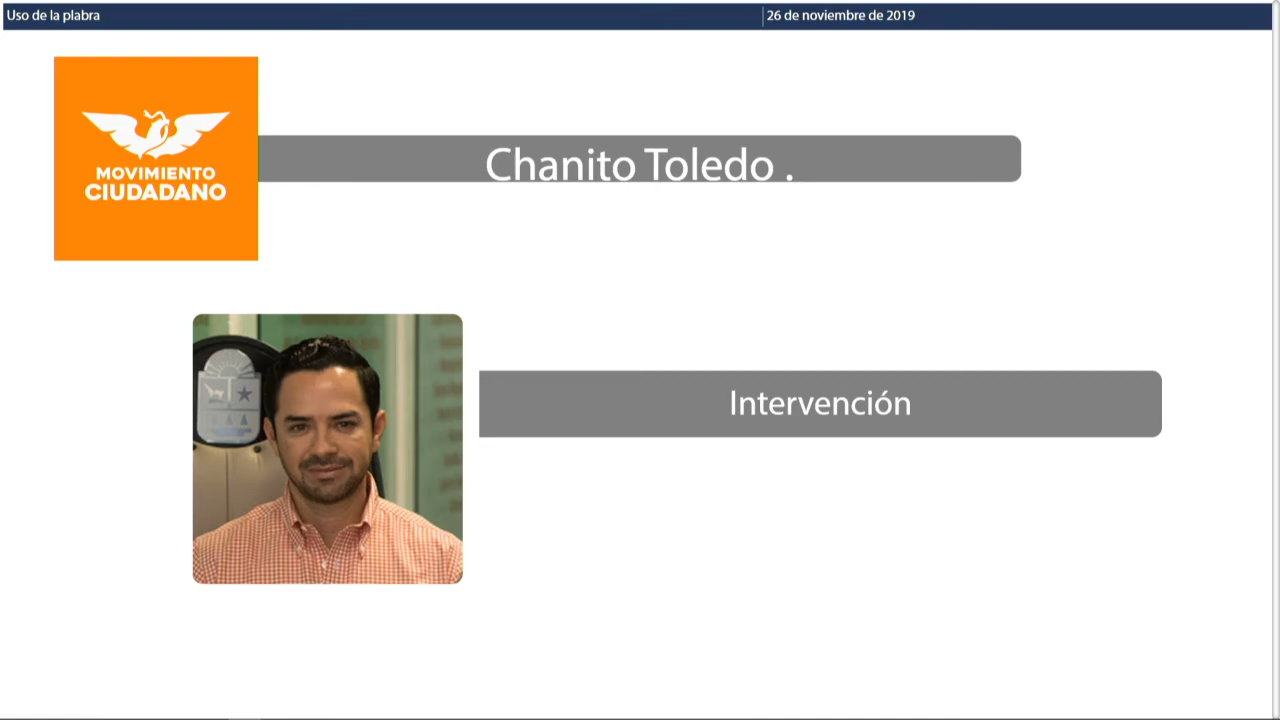 Uso de la plabra
26 de noviembre de 2019
MOVIMIENTO
CIUDADANO
Chanito Toledo .
Intervención